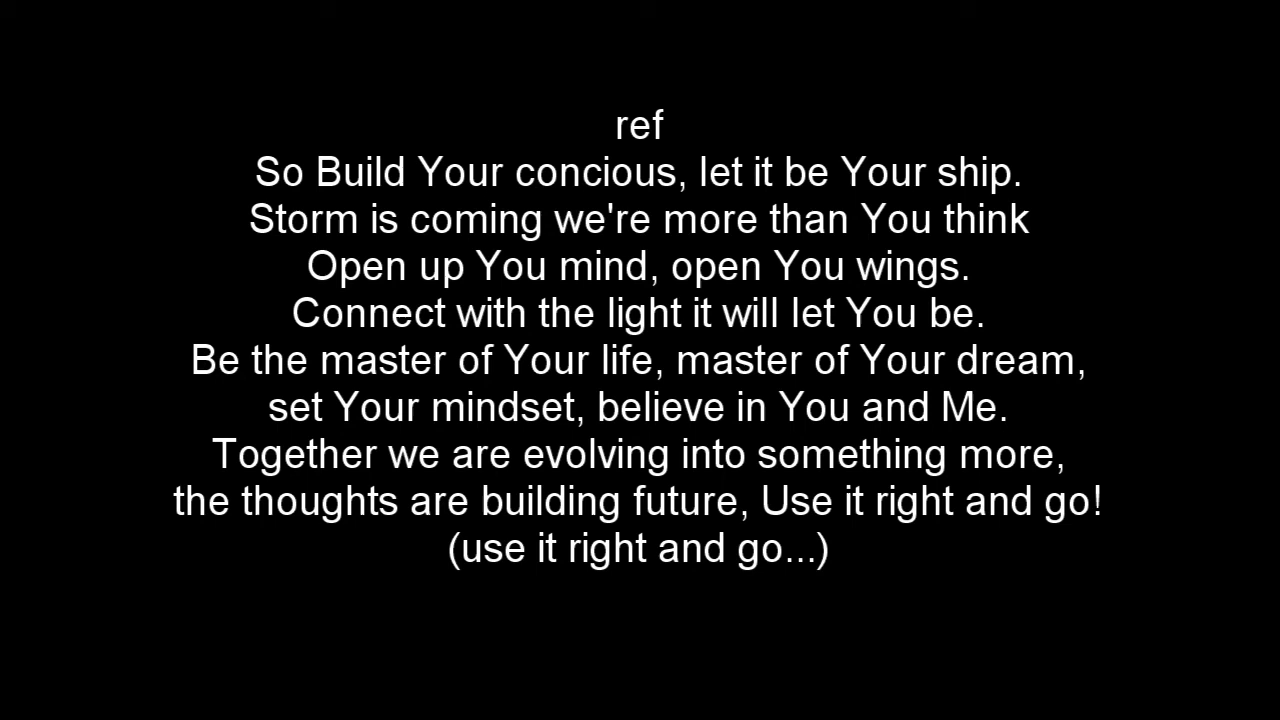 ref
So Build Your concious, let it be Your ship.
Storm is coming we're more than You think
Open up You mind, open You wings.
Connect with the light it will let You be.
Be the master of Your life, master of Your dream,
set Your mindset, believe in You and Me.
Together we are evolving into something more,
the thoughts are building future, Use it right and go!
(use it right and go...)